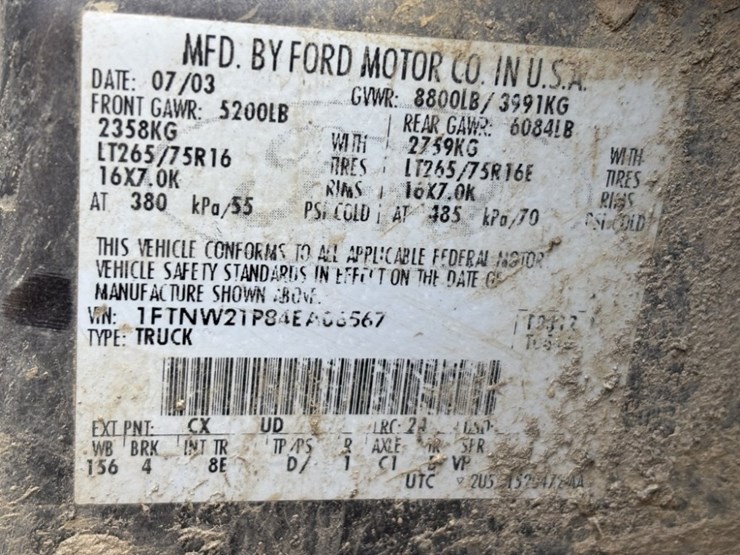 MFD. BY FORD MOTOR CO. IN U.S.A.
DATE: 07/03 GVWR: 8800LB/3991KG
FRONT GAWR: 5200LB REAR GAWR: 6084LB
2358KG WITH 2759KG WITH
LT265/75R16 TIRES LT265/75R16E TIRES
16X7.0K RIMS 16X7.0K RIMS
AT 380 kPa/55 PSI COLD AT 485 kPa/70 PSI COLD
THIS VEHICLE CONFORMS TO ALL APPLICABLE FEDERAL MOTOR
VEHICLE SAFETY STANDARDS IN EFFECT ON THE DATE OF
MANUFACTURE SHOWN ABOVE.
VIN:
TYPE: TRUCK
EXT PNT: CX UD
WB BRK INT TR TP/PS R AXLE SPR
156 4 8E D/ 1 C1 VP
UTC